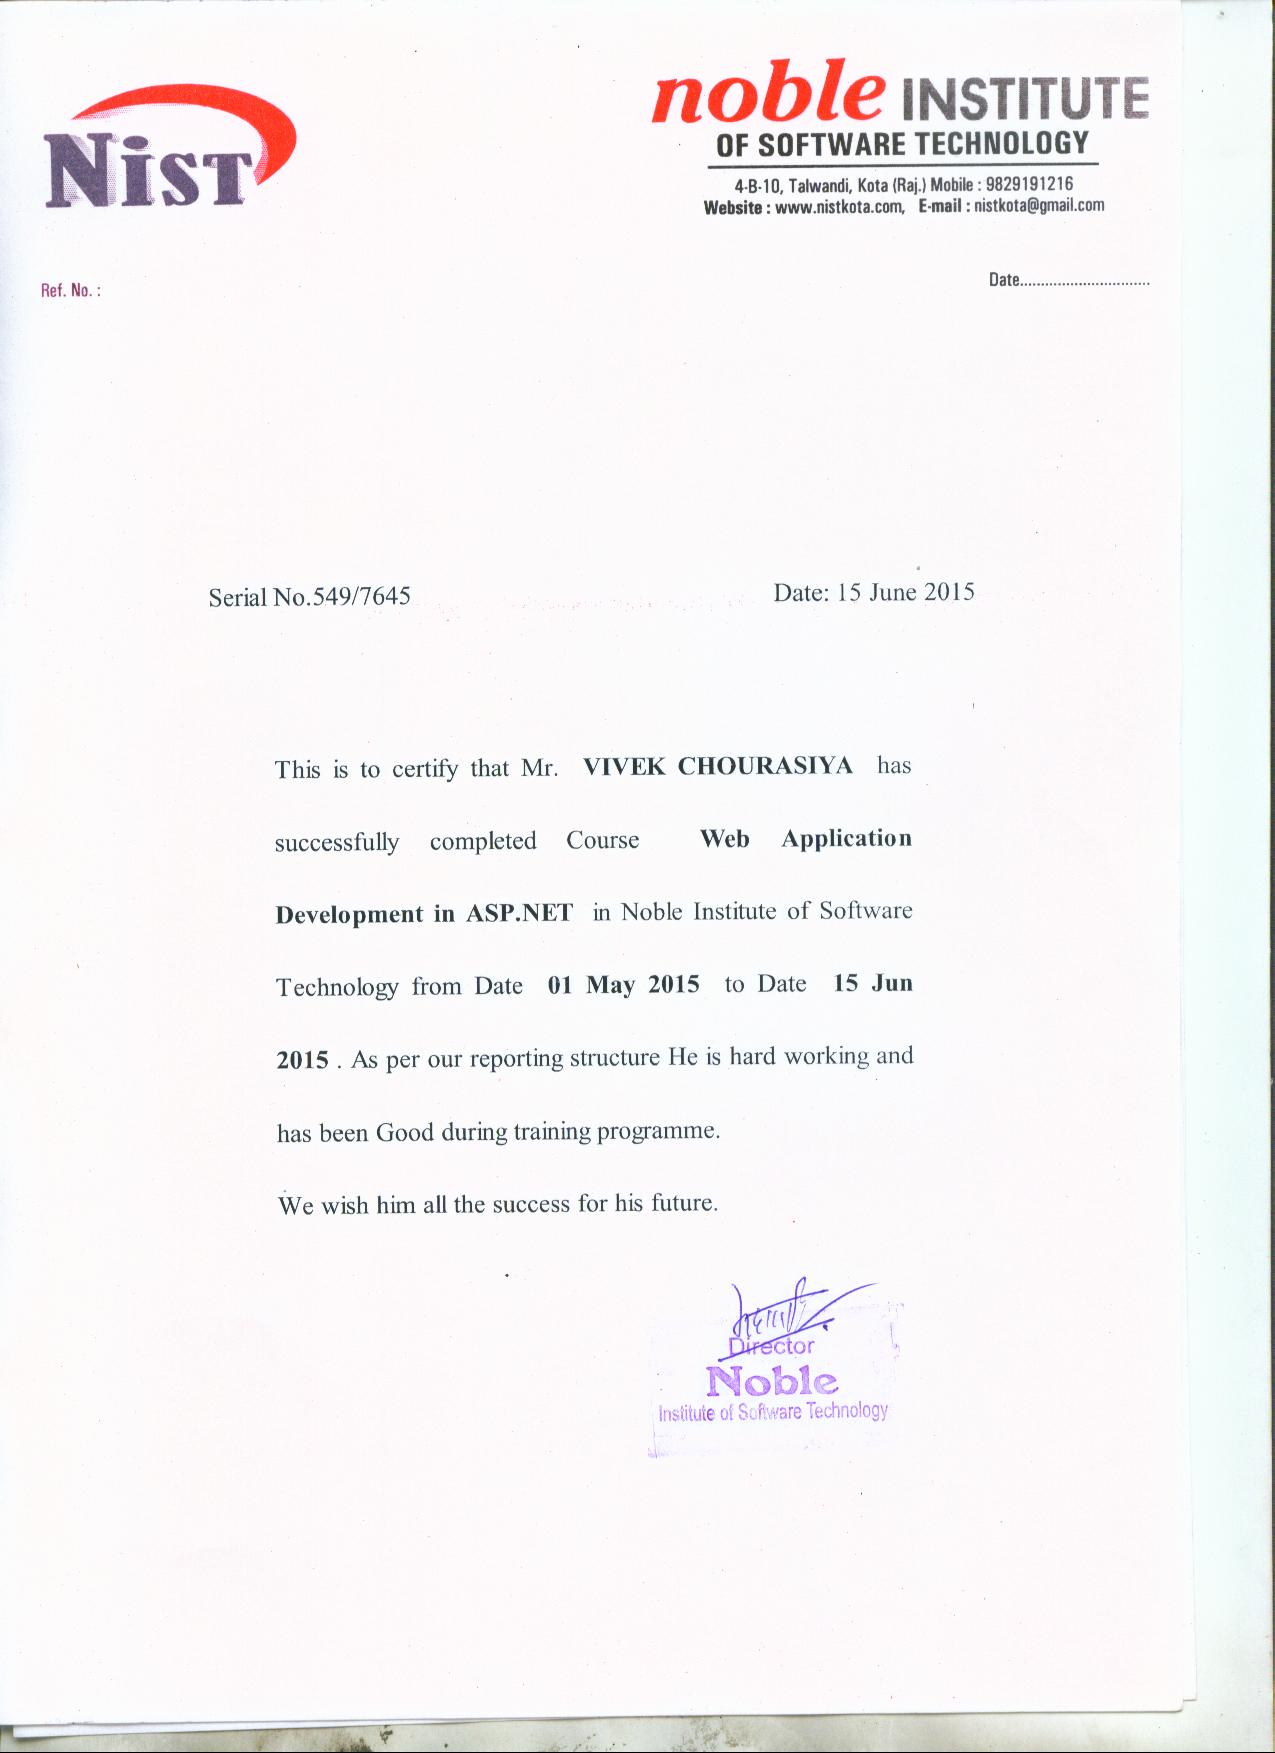 NiST
noble INSTITUTE
OF SOFTWARE TECHNOLOGY
4-B-10, Talwandi, Kota (Raj.) Mobile : 9829191216
Website : www.nistkota.com, E-mail : nistkota@gmail.com
Ref. No. :
Date...............................
Serial No.549/7645
Date: 15 June 2015
This is to certify that Mr. VIVEK CHOURASIYA has
successfully completed Course Web Application
Development in ASP.NET in Noble Institute of Software
Technology from Date 01 May 2015 to Date 15 Jun
2015 . As per our reporting structure He is hard working and
has been Good during training programme.
We wish him all the success for his future.
Director
Noble
Institute of Software Technology